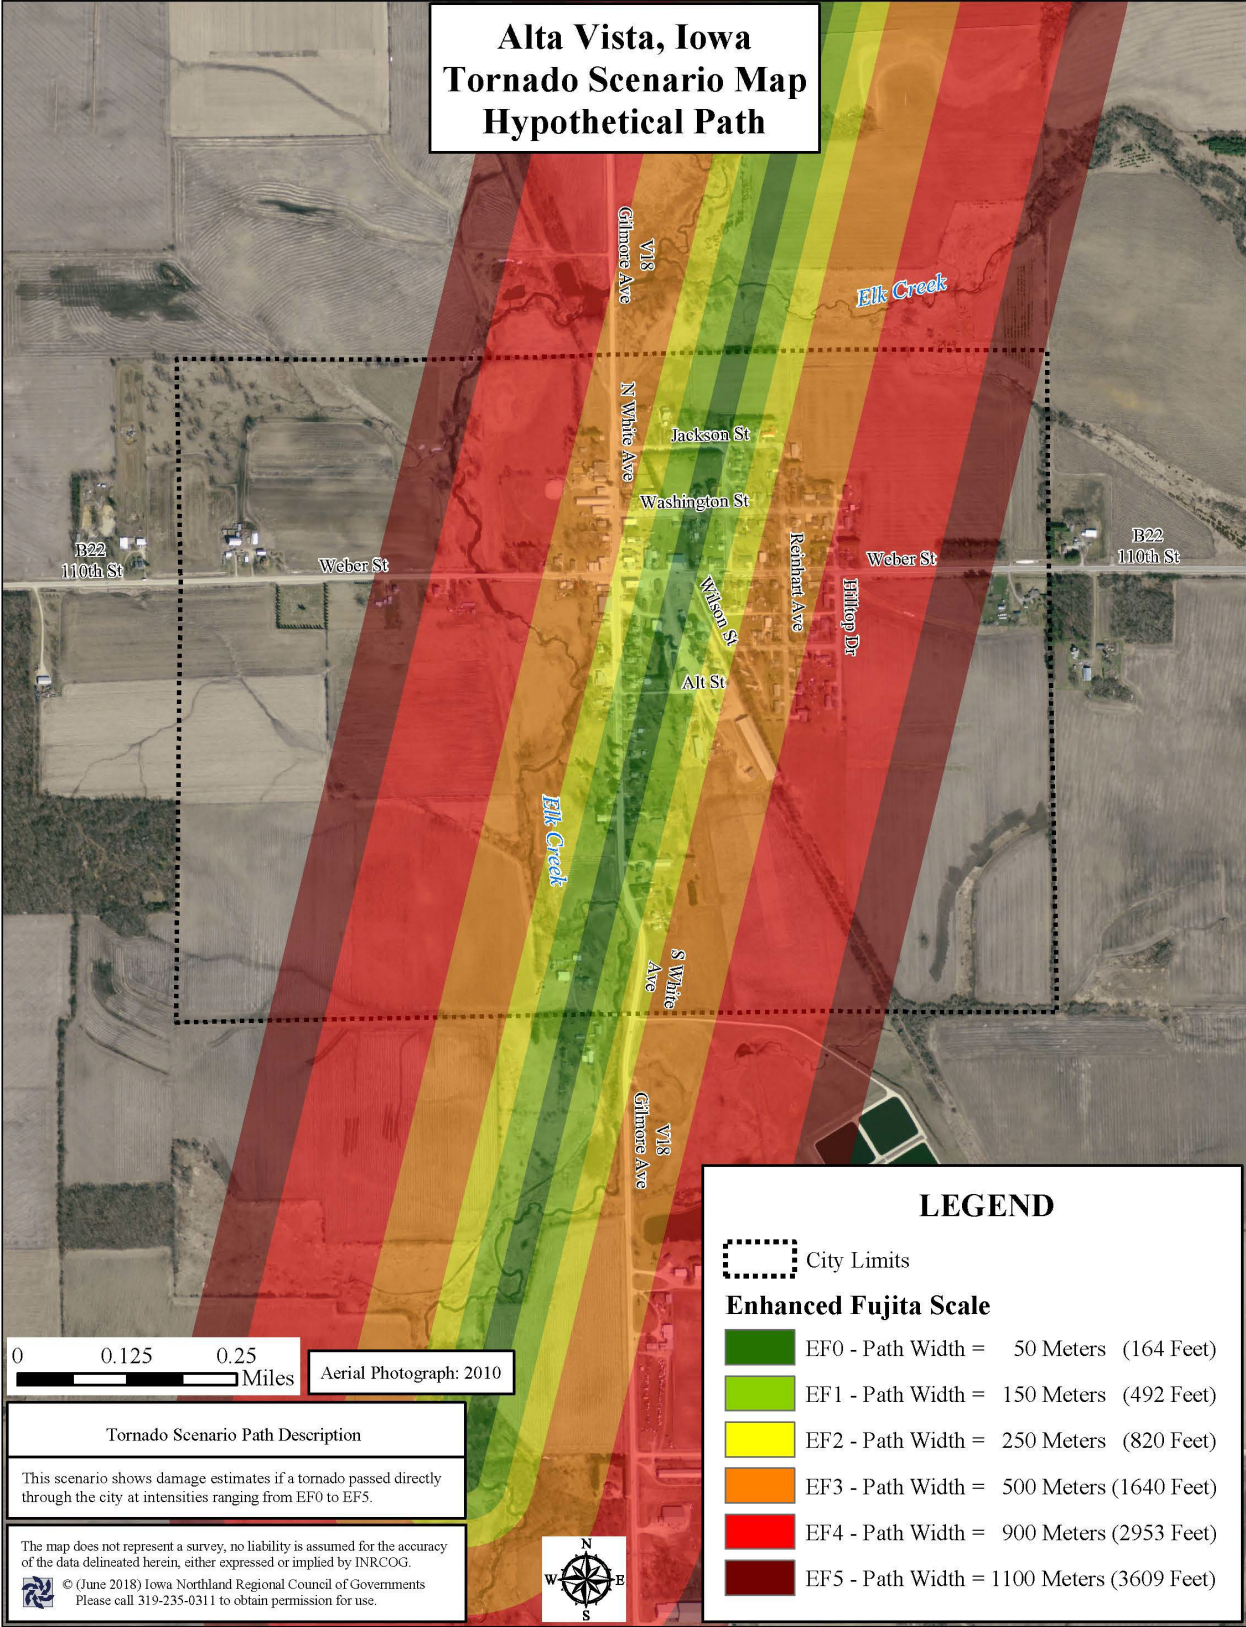 Alta Vista, Iowa
Tornado Scenario Map
Hypothetical Path
V18
Gilmore Ave
Elk Creek
N White Ave
Jackson St
Washington St
B22
110th St
Weber St
Reinhart Ave
Weber St
B22
110th St
Wilson St
Hilltop Dr
Alt St
Elk Creek
S White
Ave
V18
Gilmore Ave
LEGEND
City Limits
Enhanced Fujita Scale
EF0 - Path Width = 50 Meters (164 Feet)
EF1 - Path Width = 150 Meters (492 Feet)
EF2 - Path Width = 250 Meters (820 Feet)
EF3 - Path Width = 500 Meters (1640 Feet)
EF4 - Path Width = 900 Meters (2953 Feet)
EF5 - Path Width = 1100 Meters (3609 Feet)
0 0.125 0.25
Miles
Aerial Photograph: 2010
Tornado Scenario Path Description
This scenario shows damage estimates if a tornado passed directly
through the city at intensities ranging from EF0 to EF5.
The map does not represent a survey, no liability is assumed for the accuracy
of the data delineated herein, either expressed or implied by INRCOG.
© (June 2018) Iowa Northland Regional Council of Governments
Please call 319-235-0311 to obtain permission for use.
N
W E
S